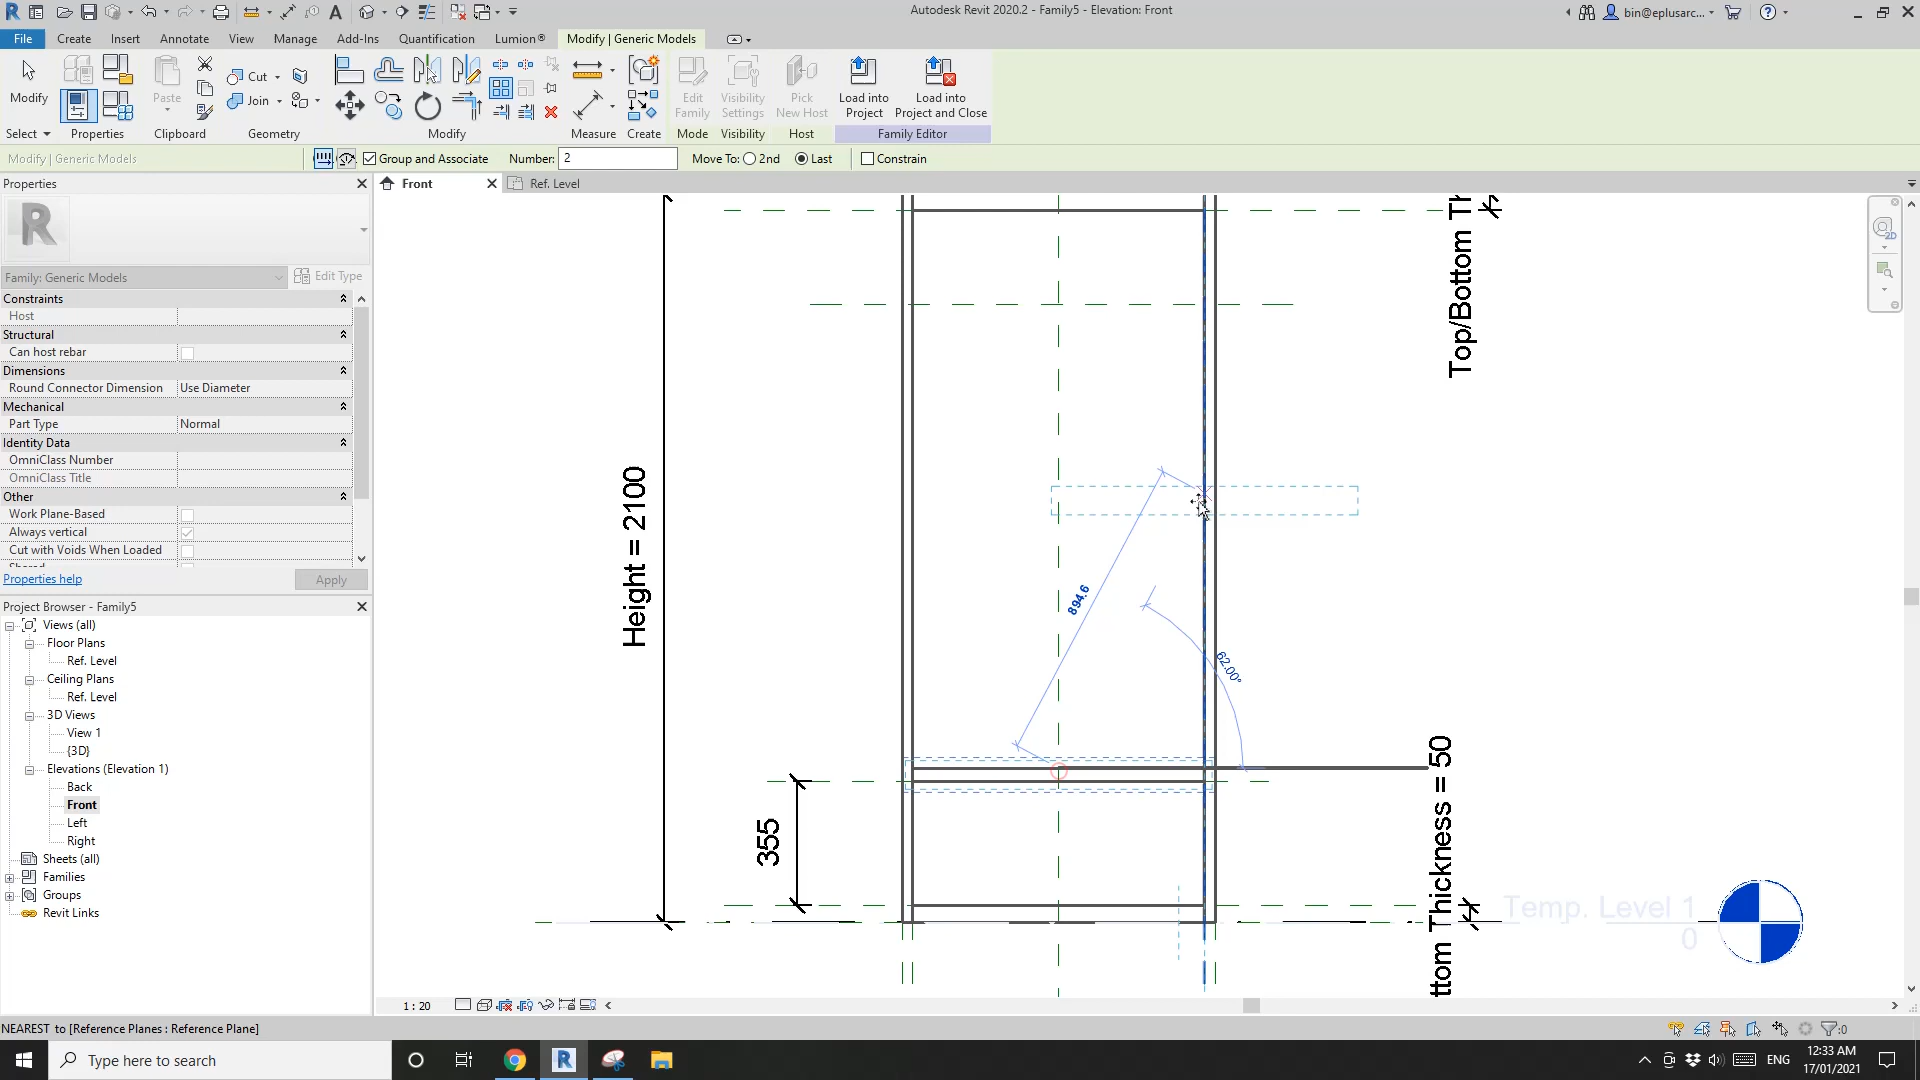 Autodesk Revit 2020.2 - Family5 - Elevation: Front
bin@eplusarc...
File Create Insert Annotate View Manage Add-Ins Quantification Lumion® Modify | Generic Models
Modify
Paste
Cut
Join
Edit Family
Visibility Settings
Pick New Host
Load into Project
Load into Project and Close
Select Properties Clipboard Geometry Modify Measure Create Mode Visibility Host Family Editor
Modify | Generic Models
Group and Associate Number: 2 Move To: 2nd Last Constrain
Properties
Front
Ref. Level
Family: Generic Models
Edit Type
Constraints
Host
Structural
Can host rebar
Dimensions
Round Connector Dimension Use Diameter
Mechanical
Part Type Normal
Identity Data
OmniClass Number
OmniClass Title
Other
Work Plane-Based
Always vertical
Cut with Voids When Loaded
Shared
Properties help
Apply
Project Browser - Family5
Views (all)
Floor Plans
Ref. Level
Ceiling Plans
Ref. Level
3D Views
View 1
{3D}
Elevations (Elevation 1)
Back
Front
Left
Right
Sheets (all)
Families
Groups
Revit Links
Height = 2100
355
894.6
62.00°
Top/Bottom Th
ttom Thickness = 50
Temp. Level 1
0
2D
1 : 20
NEAREST to [Reference Planes : Reference Plane]
:0
Type here to search
ENG
12:33 AM
17/01/2021